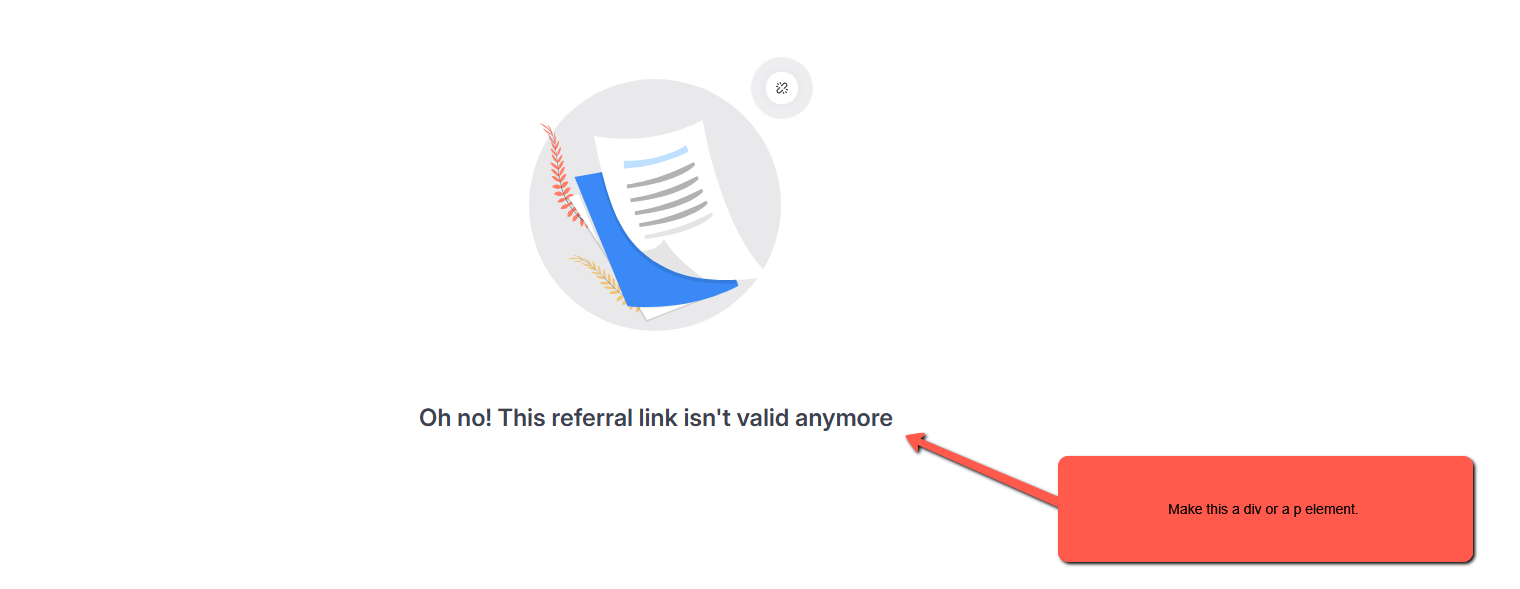 Oh no! This referral link isn't valid anymore
Make this a div or a p element.